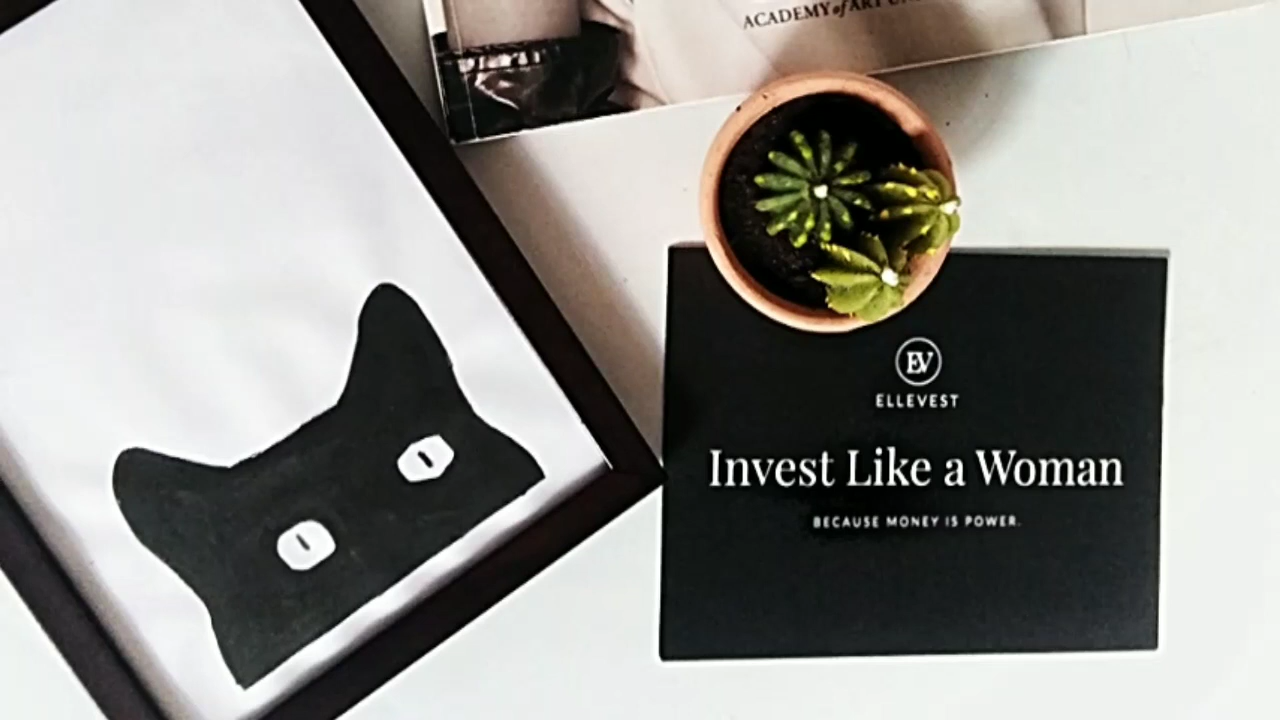 ACADEMY of ART
EV
ELLEVEST
Invest Like a Woman
BECAUSE MONEY IS POWER.